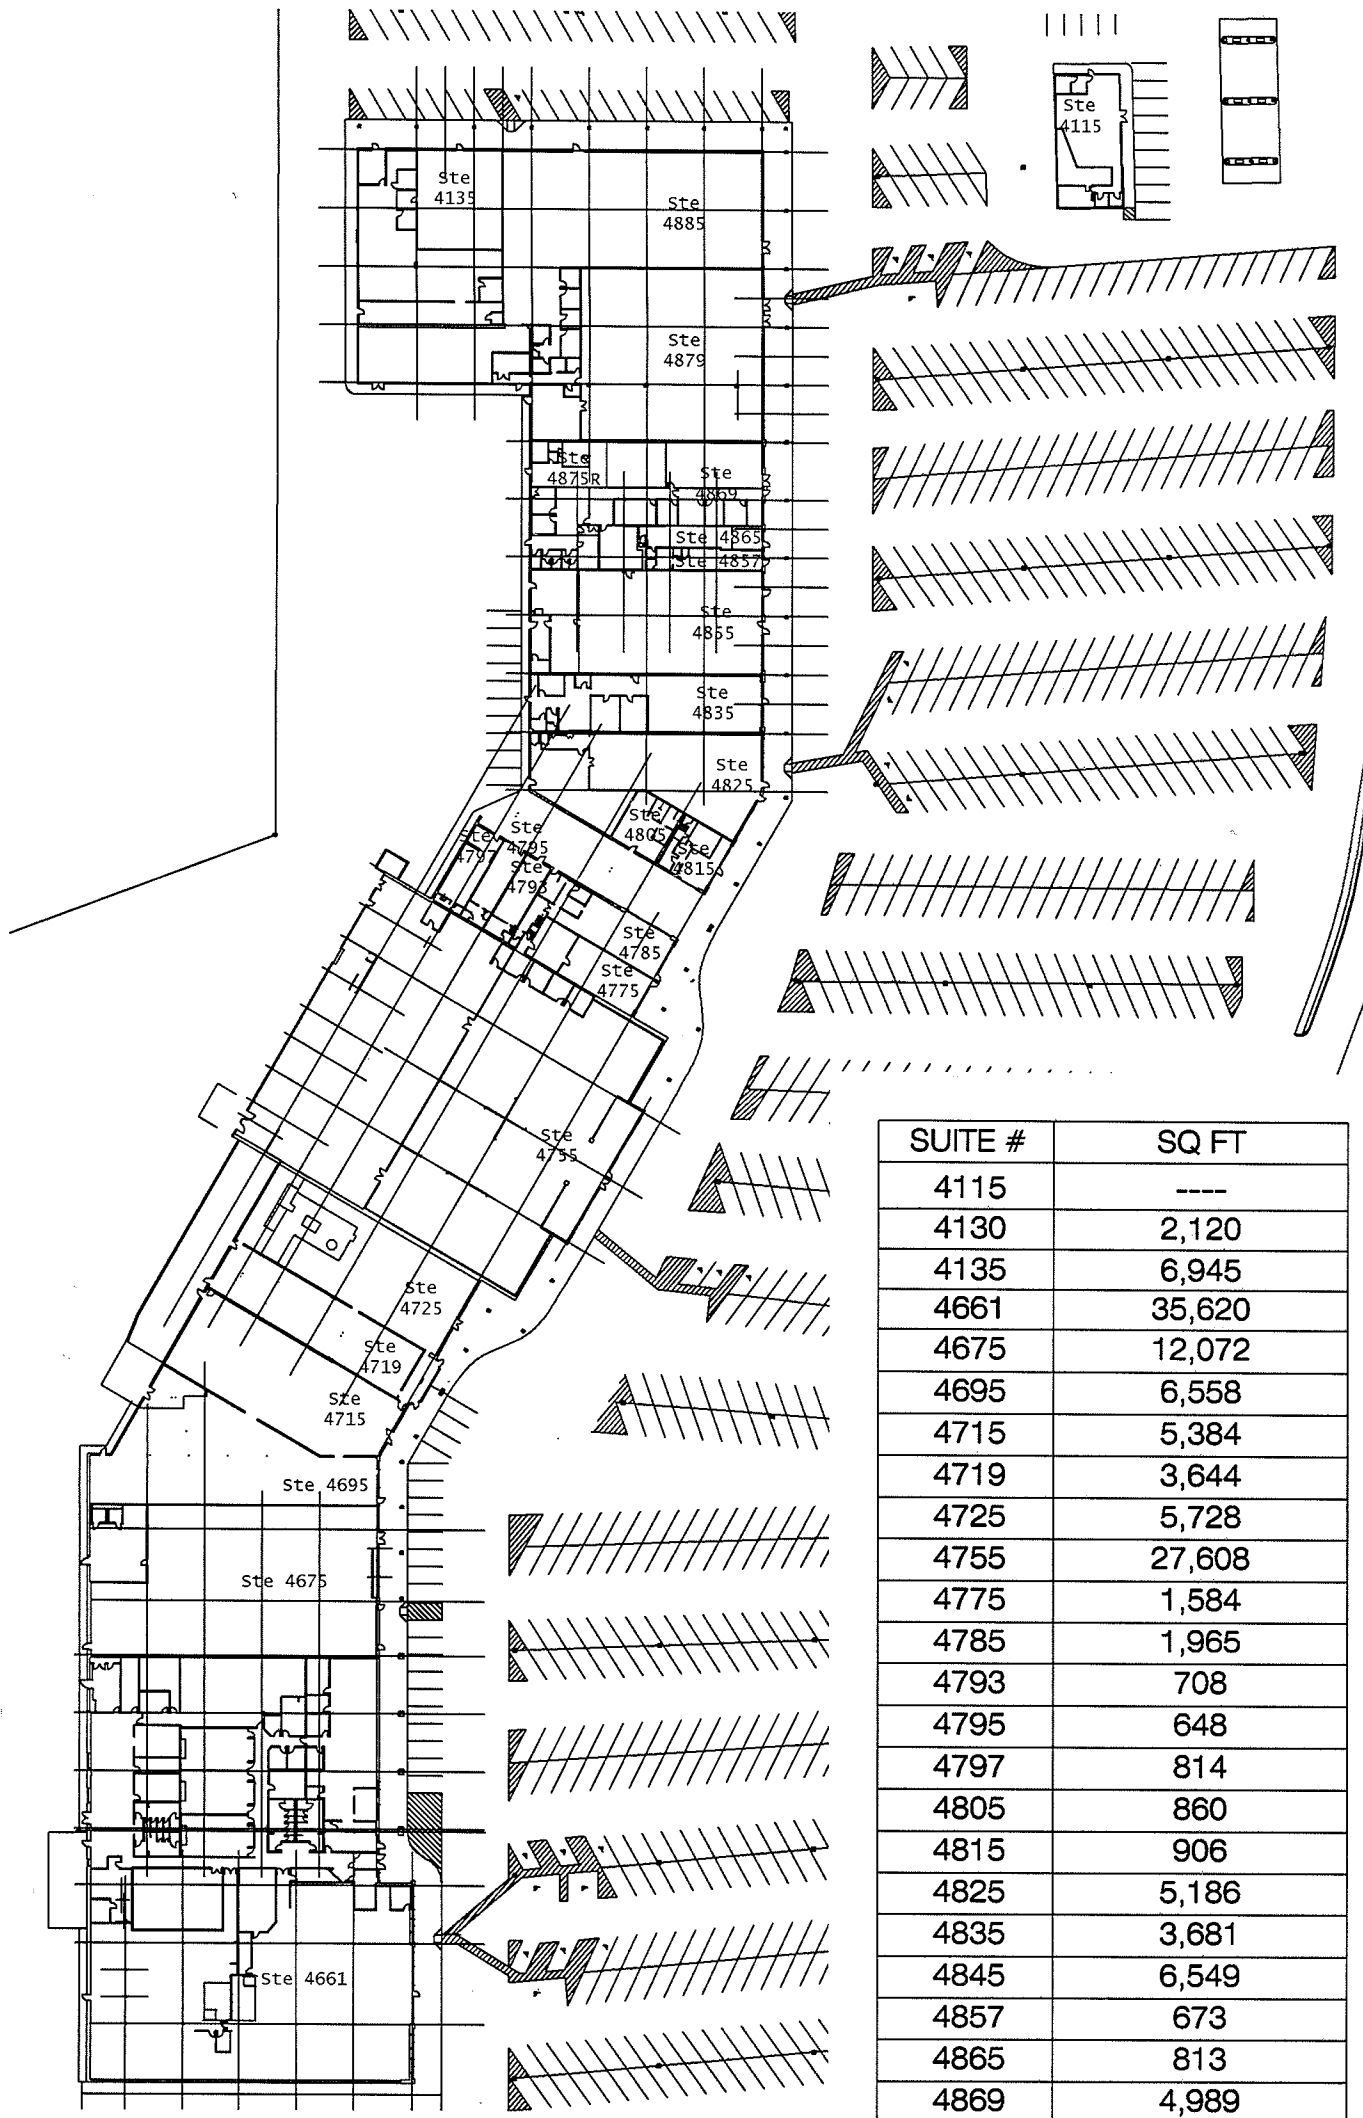 Ste
4115
Ste
4135
Ste
4885
Ste
4879
Ste
4875R
Ste
4869
Ste 4865
Ste 4857
Ste
4855
Ste
4835
Ste
4825
Ste
4805
Ste
4815
Ste
4797
Ste
4795
Ste
4793
Ste
4785
Ste
4775
Ste
4755
Ste
4725
Ste
4719
Ste
4715
Ste 4695
Ste 4675
Ste 4661
SUITE # SQ FT
4115 ----
4130 2,120
4135 6,945
4661 35,620
4675 12,072
4695 6,558
4715 5,384
4719 3,644
4725 5,728
4755 27,608
4775 1,584
4785 1,965
4793 708
4795 648
4797 814
4805 860
4815 906
4825 5,186
4835 3,681
4845 6,549
4857 673
4865 813
4869 4,989